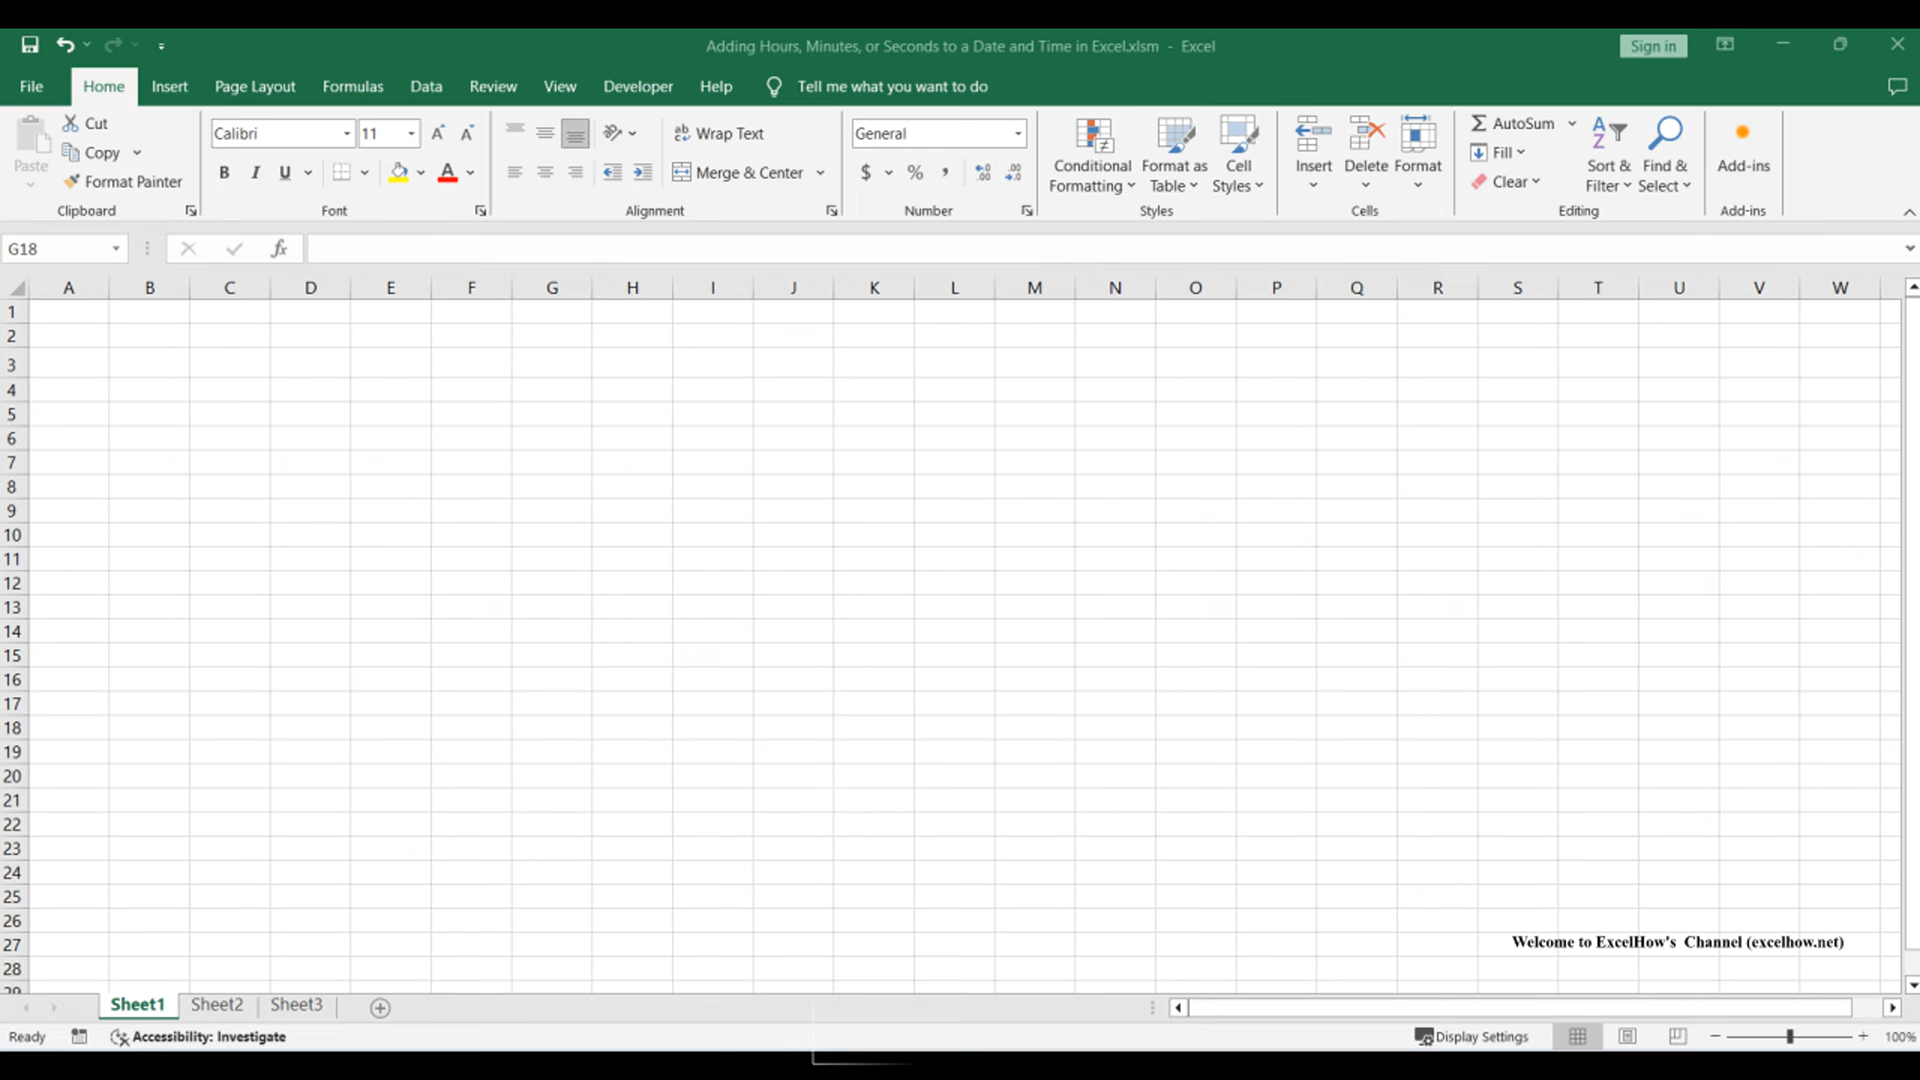 Adding Hours, Minutes, or Seconds to a Date and Time in Excel.xlsm - Excel
Sign in
File Home Insert Page Layout Formulas Data Review View Developer Help Tell me what you want to do
Paste
Cut
Copy
Format Painter
Clipboard
Calibri 11
B I U
Font
Wrap Text
Merge & Center
Alignment
General
$ % ,
Number
Conditional Formatting
Format as Table
Cell Styles
Styles
Insert
Delete
Format
Cells
AutoSum
Fill
Clear
Sort & Filter
Find & Select
Editing
Add-ins
Add-ins
G18
fx
A B C D E F G H I J K L M N O P Q R S T U V W
1
2
3
4
5
6
7
8
9
10
11
12
13
14
15
16
17
18
19
20
21
22
23
24
25
26
27
Welcome to ExcelHow's Channel (excelhow.net)
28
29
Sheet1 Sheet2 Sheet3
Ready Accessibility: Investigate Display Settings 100%